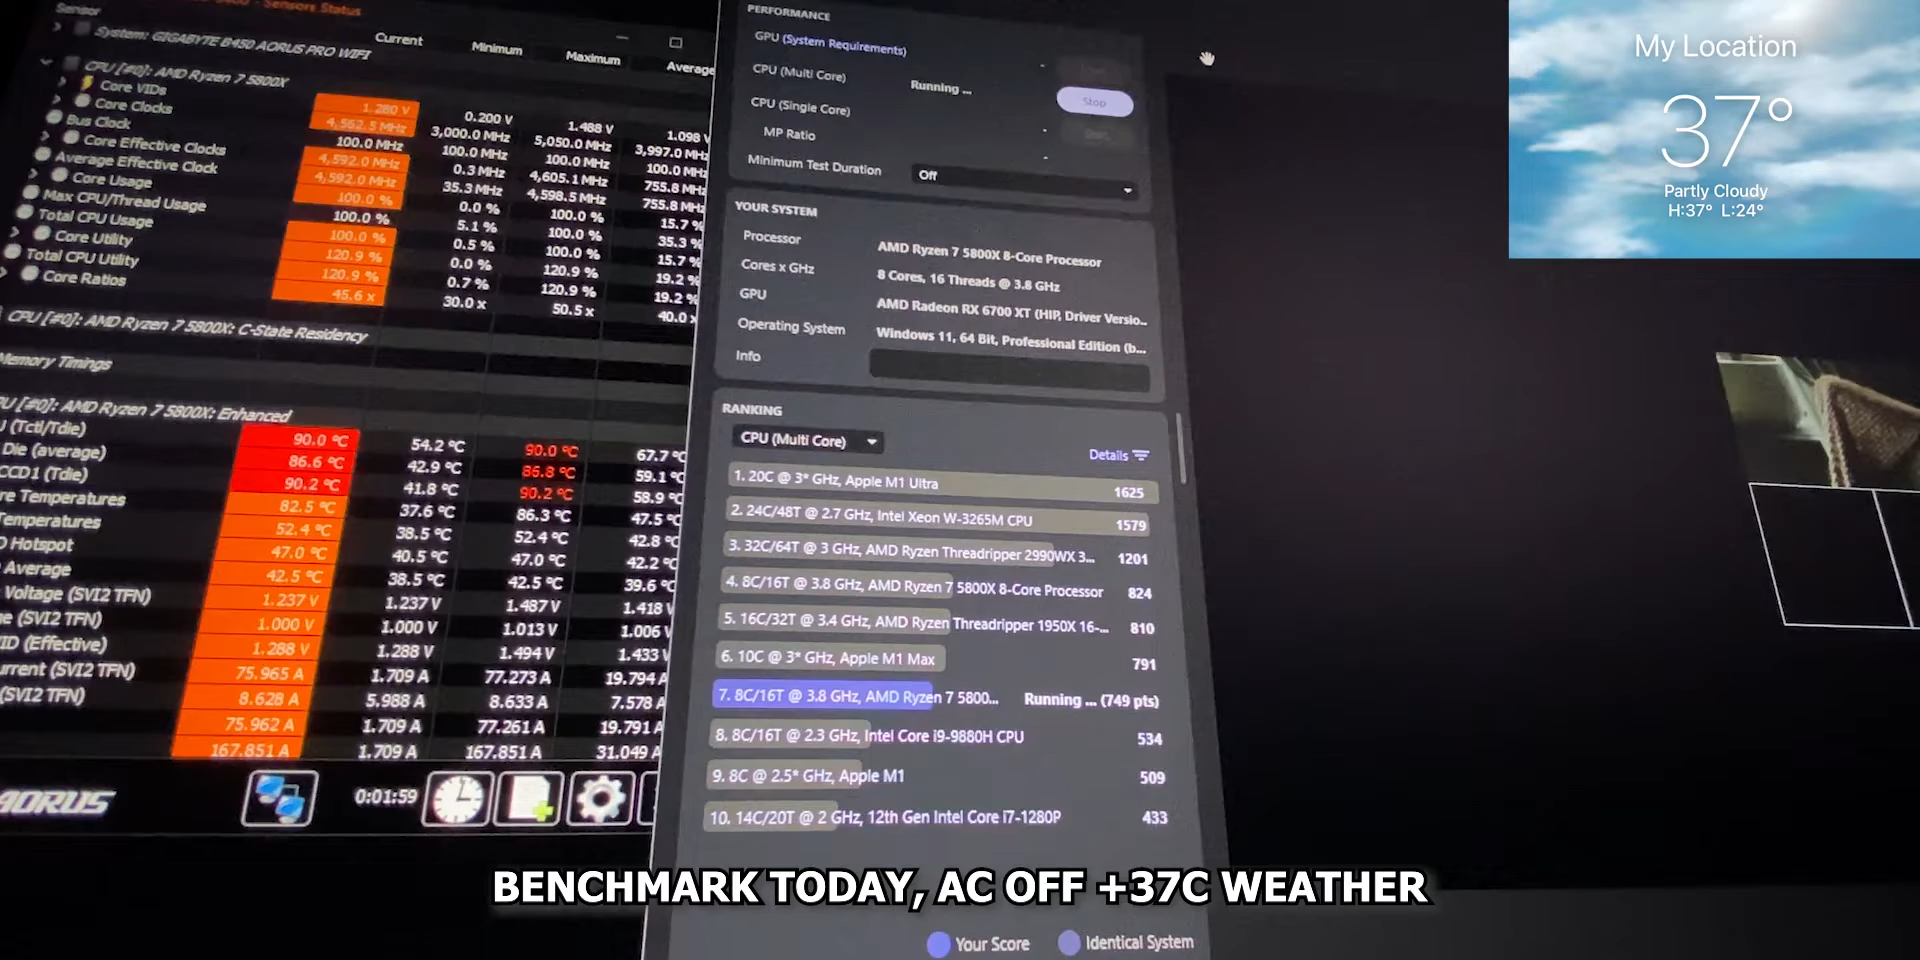 Sensors Status
Sensor Current Minimum Maximum Average
System: GIGABYTE B450 AORUS PRO WIFI
CPU [#0]: AMD Ryzen 7 5800X
Core VIDs 1.280 V 0.200 V 1.488 V 1.098 V
Core Clocks 4,562.5 MHz 3,000.0 MHz 5,050.0 MHz 3,997.0 MHz
Bus Clock 100.0 MHz 100.0 MHz 100.0 MHz 100.0 MHz
Core Effective Clocks 4,592.0 MHz 0.3 MHz 4,605.1 MHz 755.8 MHz
Average Effective Clock 4,592.0 MHz 35.3 MHz 4,598.5 MHz 755.8 MHz
Core Usage 100.0 % 0.0 % 100.0 % 15.7 %
Max CPU/Thread Usage 100.0 % 5.1 % 100.0 % 35.3 %
Total CPU Usage 100.0 % 0.5 % 100.0 % 15.7 %
Core Utility 120.9 % 0.0 % 120.9 % 19.2 %
Total CPU Utility 120.9 % 0.7 % 120.9 % 19.2 %
Core Ratios 45.6 x 30.0 x 50.5 x 40.0 x
CPU [#0]: AMD Ryzen 7 5800X: C-State Residency
Memory Timings
[#0]: AMD Ryzen 7 5800X: Enhanced
(Tctl/Tdie) 90.0 °C 54.2 °C 90.0 °C 67.7 °C
Die (average) 86.6 °C 42.9 °C 86.8 °C 59.1 °C
CCD1 (Tdie) 90.2 °C 41.8 °C 90.2 °C 58.9 °C
Temperatures 82.5 °C 37.6 °C 86.3 °C 47.5 °C
Temperatures 52.4 °C 38.5 °C 52.4 °C 42.8 °C
Hotspot 47.0 °C 40.5 °C 47.0 °C 42.2 °C
Average 42.5 °C 38.5 °C 42.5 °C 39.6 °C
Voltage (SVI2 TFN) 1.237 V 1.237 V 1.487 V 1.418 V
(SVI2 TFN) 1.000 V 1.000 V 1.013 V 1.006 V
(Effective) 1.288 V 1.288 V 1.494 V 1.433 V
(SVI2 TFN) 75.965 A 1.709 A 77.273 A 19.794 A
(SVI2 TFN) 8.628 A 5.988 A 8.633 A 7.578 A
75.962 A 1.709 A 77.261 A 19.791 A
167.851 A 1.709 A 167.851 A 31.049 A
AORUS
0:01:59
PERFORMANCE
GPU (System Requirements)
CPU (Multi Core) Running ... Stop
CPU (Single Core)
MP Ratio
Minimum Test Duration Off
YOUR SYSTEM
Processor AMD Ryzen 7 5800X 8-Core Processor
Cores x GHz 8 Cores, 16 Threads @ 3.8 GHz
GPU AMD Radeon RX 6700 XT (HIP, Driver Versio...
Operating System Windows 11, 64 Bit, Professional Edition (b...
Info
RANKING
CPU (Multi Core)
Details
1. 20C @ 3* GHz, Apple M1 Ultra 1625
2. 24C/48T @ 2.7 GHz, Intel Xeon W-3265M CPU 1579
3. 32C/64T @ 3 GHz, AMD Ryzen Threadripper 2990WX 3... 1201
4. 8C/16T @ 3.8 GHz, AMD Ryzen 7 5800X 8-Core Processor 824
5. 16C/32T @ 3.4 GHz, AMD Ryzen Threadripper 1950X 16-... 810
6. 10C @ 3* GHz, Apple M1 Max 791
7. 8C/16T @ 3.8 GHz, AMD Ryzen 7 5800... Running ... (749 pts)
8. 8C/16T @ 2.3 GHz, Intel Core i9-9880H CPU 534
9. 8C @ 2.5* GHz, Apple M1 509
10. 14C/20T @ 2 GHz, 12th Gen Intel Core i7-1280P 433
Your Score Identical System
My Location
37°
Partly Cloudy
H:37° L:24°
BENCHMARK TODAY, AC OFF +37C WEATHER